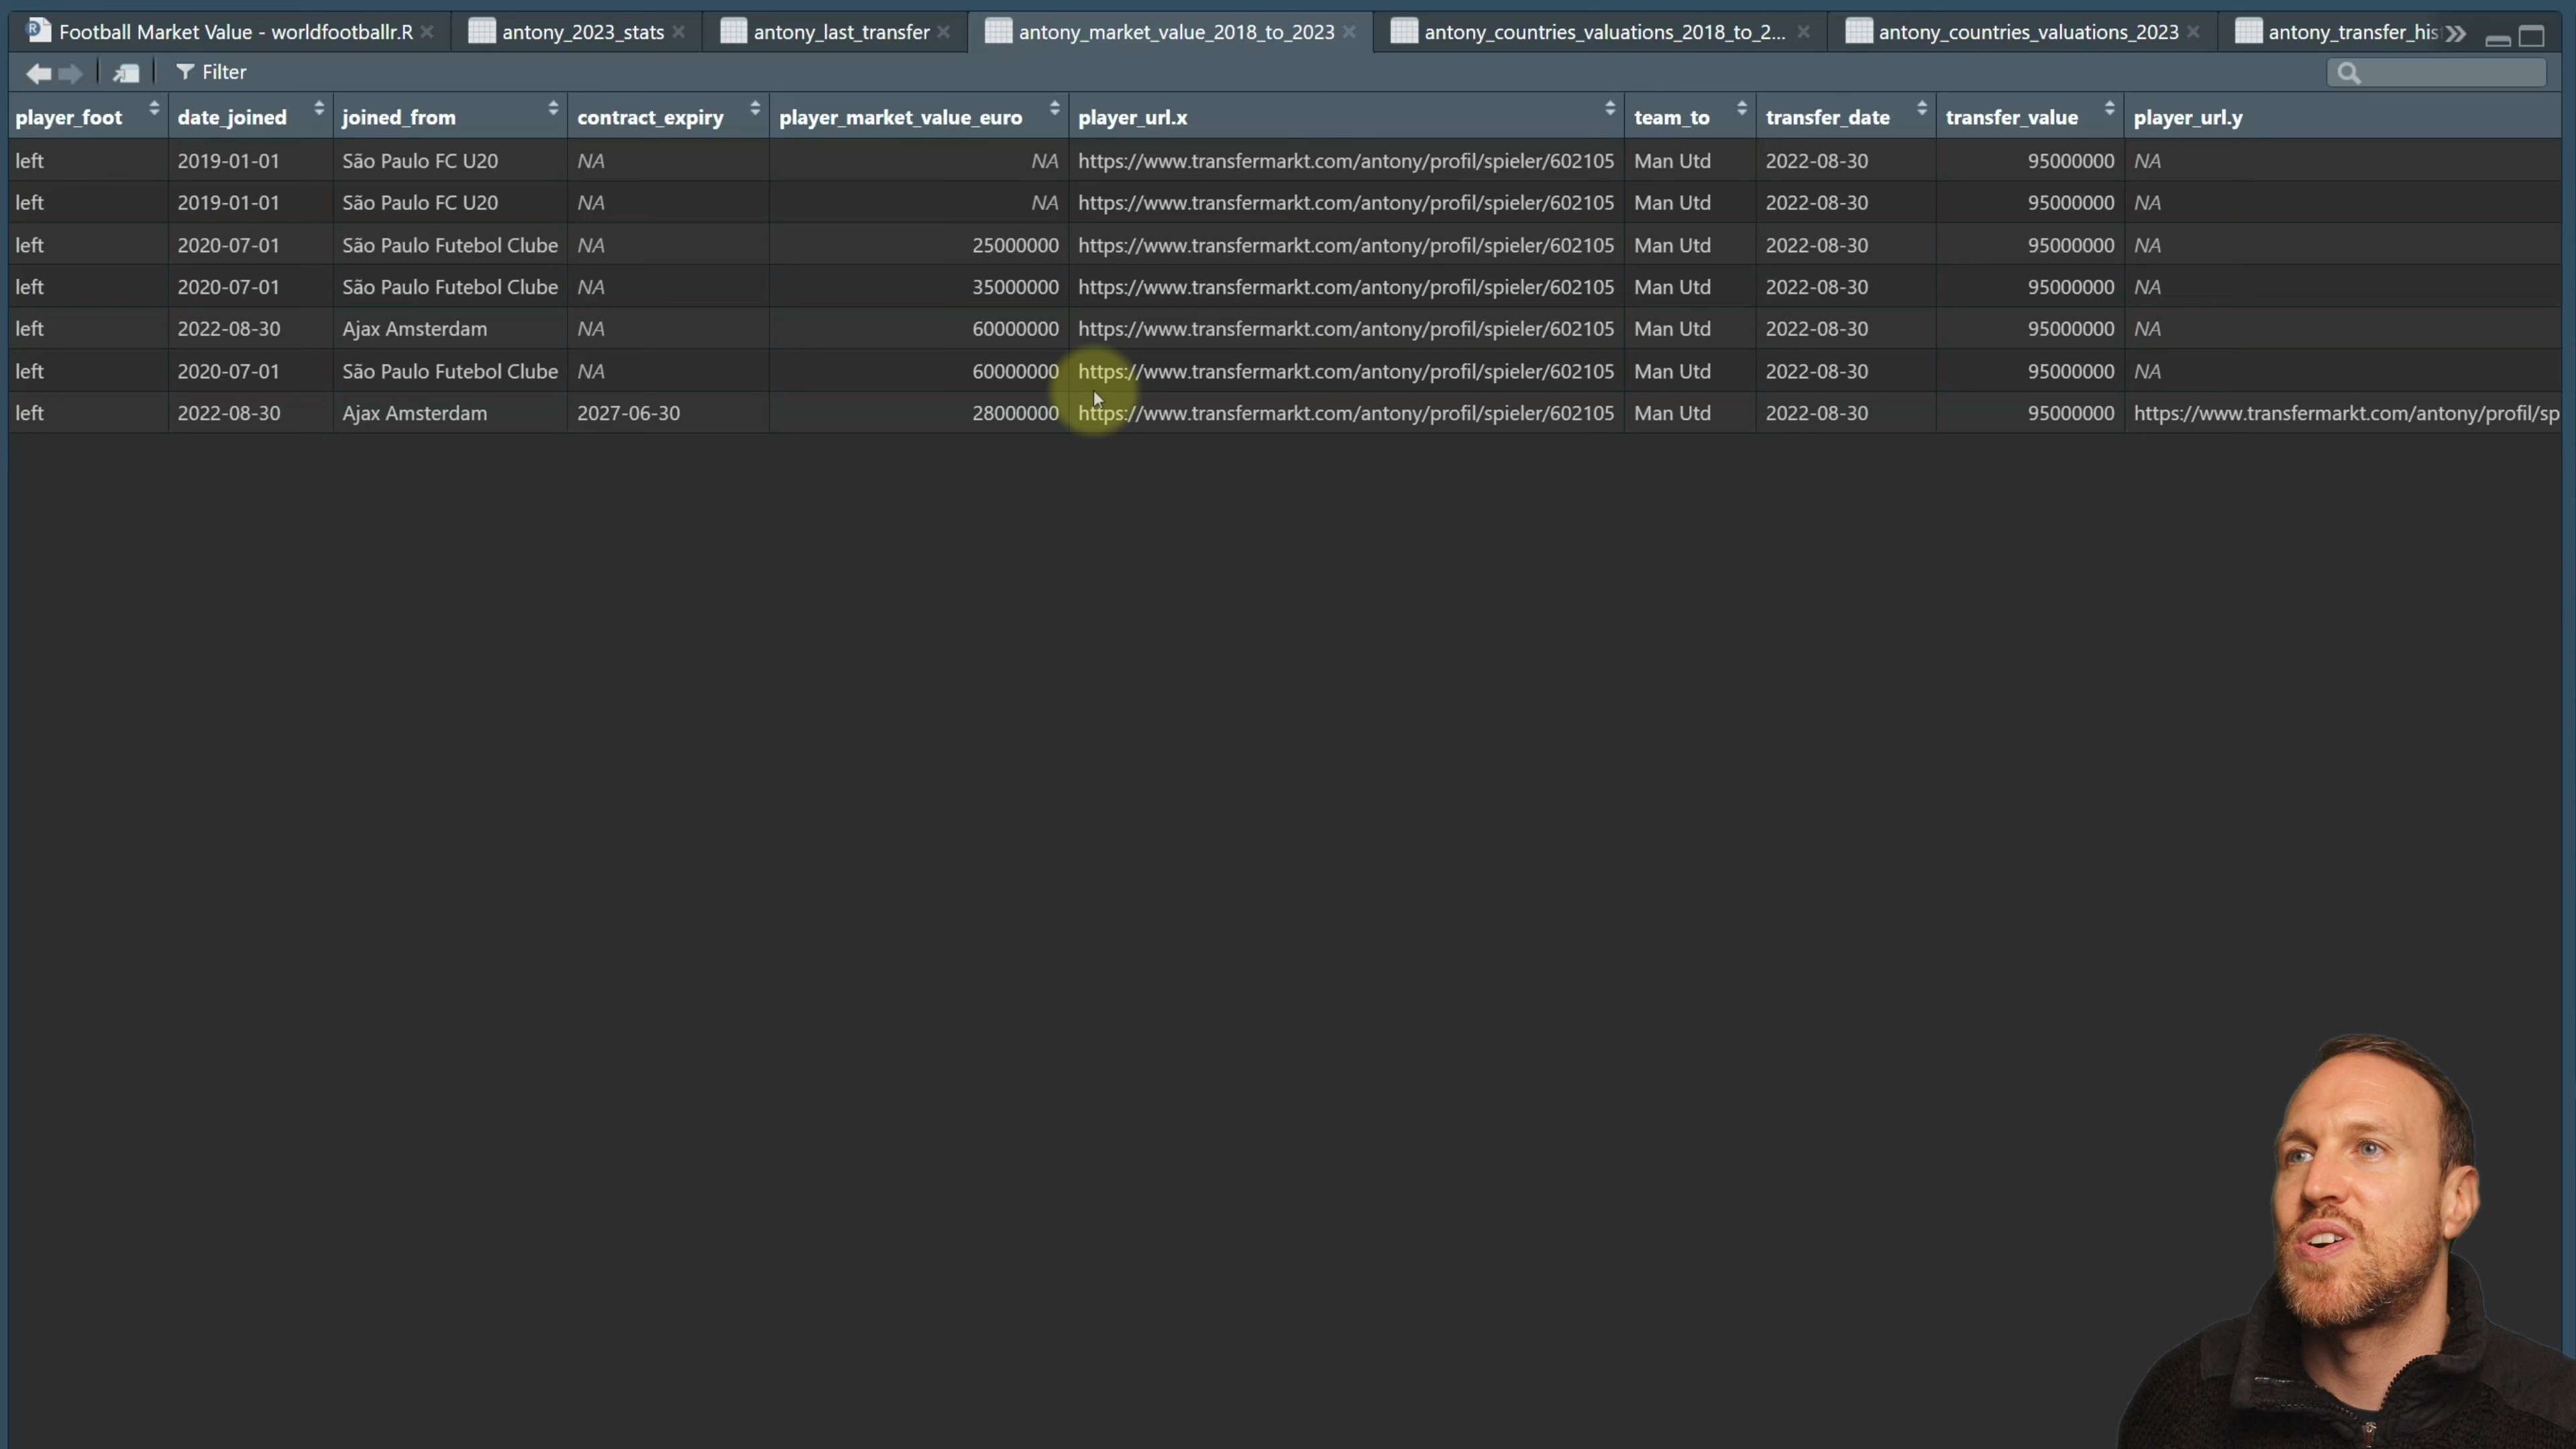 Football Market Value - worldfootballr.R antony_2023_stats antony_last_transfer antony_market_value_2018_to_2023 antony_countries_valuations_2018_to_2... antony_countries_valuations_2023 antony_transfer_his
Filter
player_foot date_joined joined_from contract_expiry player_market_value_euro player_url.x team_to transfer_date transfer_value player_url.y
left 2019-01-01 São Paulo FC U20 NA NA https://www.transfermarkt.com/antony/profil/spieler/602105 Man Utd 2022-08-30 95000000 NA
left 2019-01-01 São Paulo FC U20 NA NA https://www.transfermarkt.com/antony/profil/spieler/602105 Man Utd 2022-08-30 95000000 NA
left 2020-07-01 São Paulo Futebol Clube NA 25000000 https://www.transfermarkt.com/antony/profil/spieler/602105 Man Utd 2022-08-30 95000000 NA
left 2020-07-01 São Paulo Futebol Clube NA 35000000 https://www.transfermarkt.com/antony/profil/spieler/602105 Man Utd 2022-08-30 95000000 NA
left 2022-08-30 Ajax Amsterdam NA 60000000 https://www.transfermarkt.com/antony/profil/spieler/602105 Man Utd 2022-08-30 95000000 NA
left 2020-07-01 São Paulo Futebol Clube NA 60000000 https://www.transfermarkt.com/antony/profil/spieler/602105 Man Utd 2022-08-30 95000000 NA
left 2022-08-30 Ajax Amsterdam 2027-06-30 28000000 https://www.transfermarkt.com/antony/profil/spieler/602105 Man Utd 2022-08-30 95000000 https://www.transfermarkt.com/antony/profil/sp